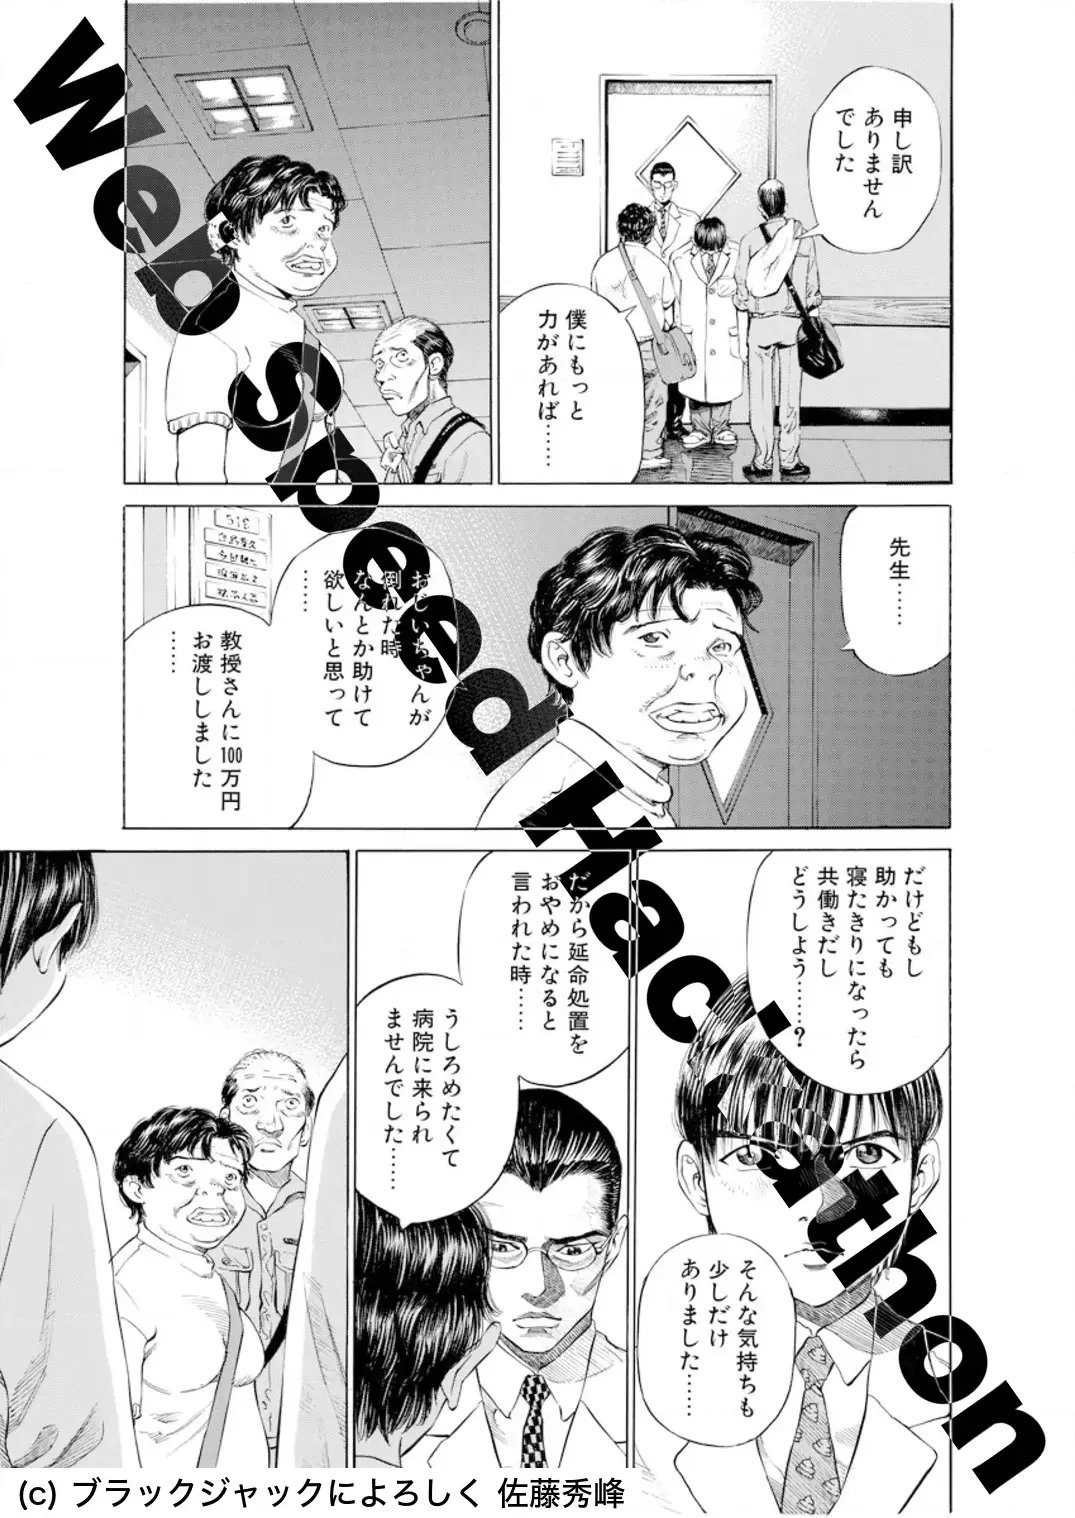 申し訳
ありません
でした
僕にもっと
力があれば……
先生……
おじいちゃんが
倒れた時
なんとか助けて
欲しいと思って
……
教授さんに100万円
お渡ししました
……
だけどもし
助かっても
寝たきりになったら
共働きだし
どうしよう……?
そんな気持ちも
少しだけ
ありました……
だから延命処置を
おやめになると
言われた時……
うしろめたくて
病院に来られ
ませんでした……
516
Web Speed Hackathon
(c) ブラックジャックによろしく 佐藤秀峰